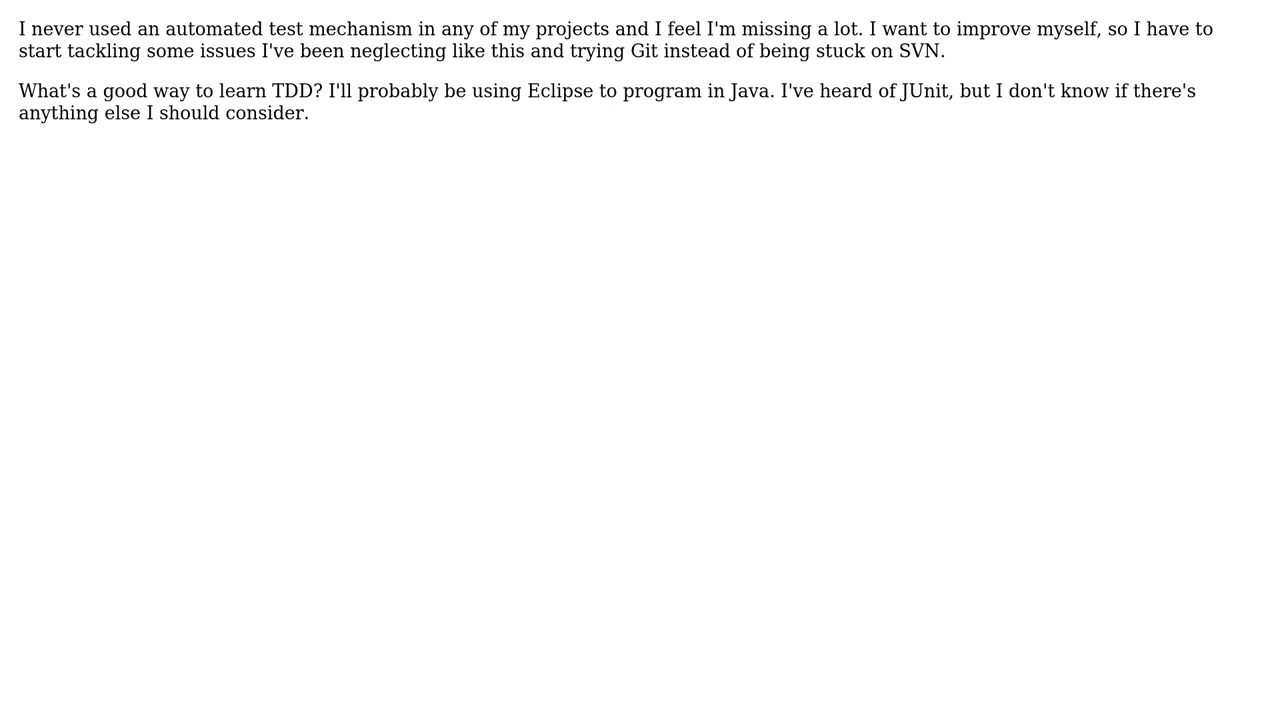 I never used an automated test mechanism in any of my projects and I feel I'm missing a lot. I want to improve myself, so I have to
start tackling some issues I've been neglecting like this and trying Git instead of being stuck on SVN.
What's a good way to learn TDD? I'll probably be using Eclipse to program in Java. I've heard of JUnit, but I don't know if there's
anything else I should consider.